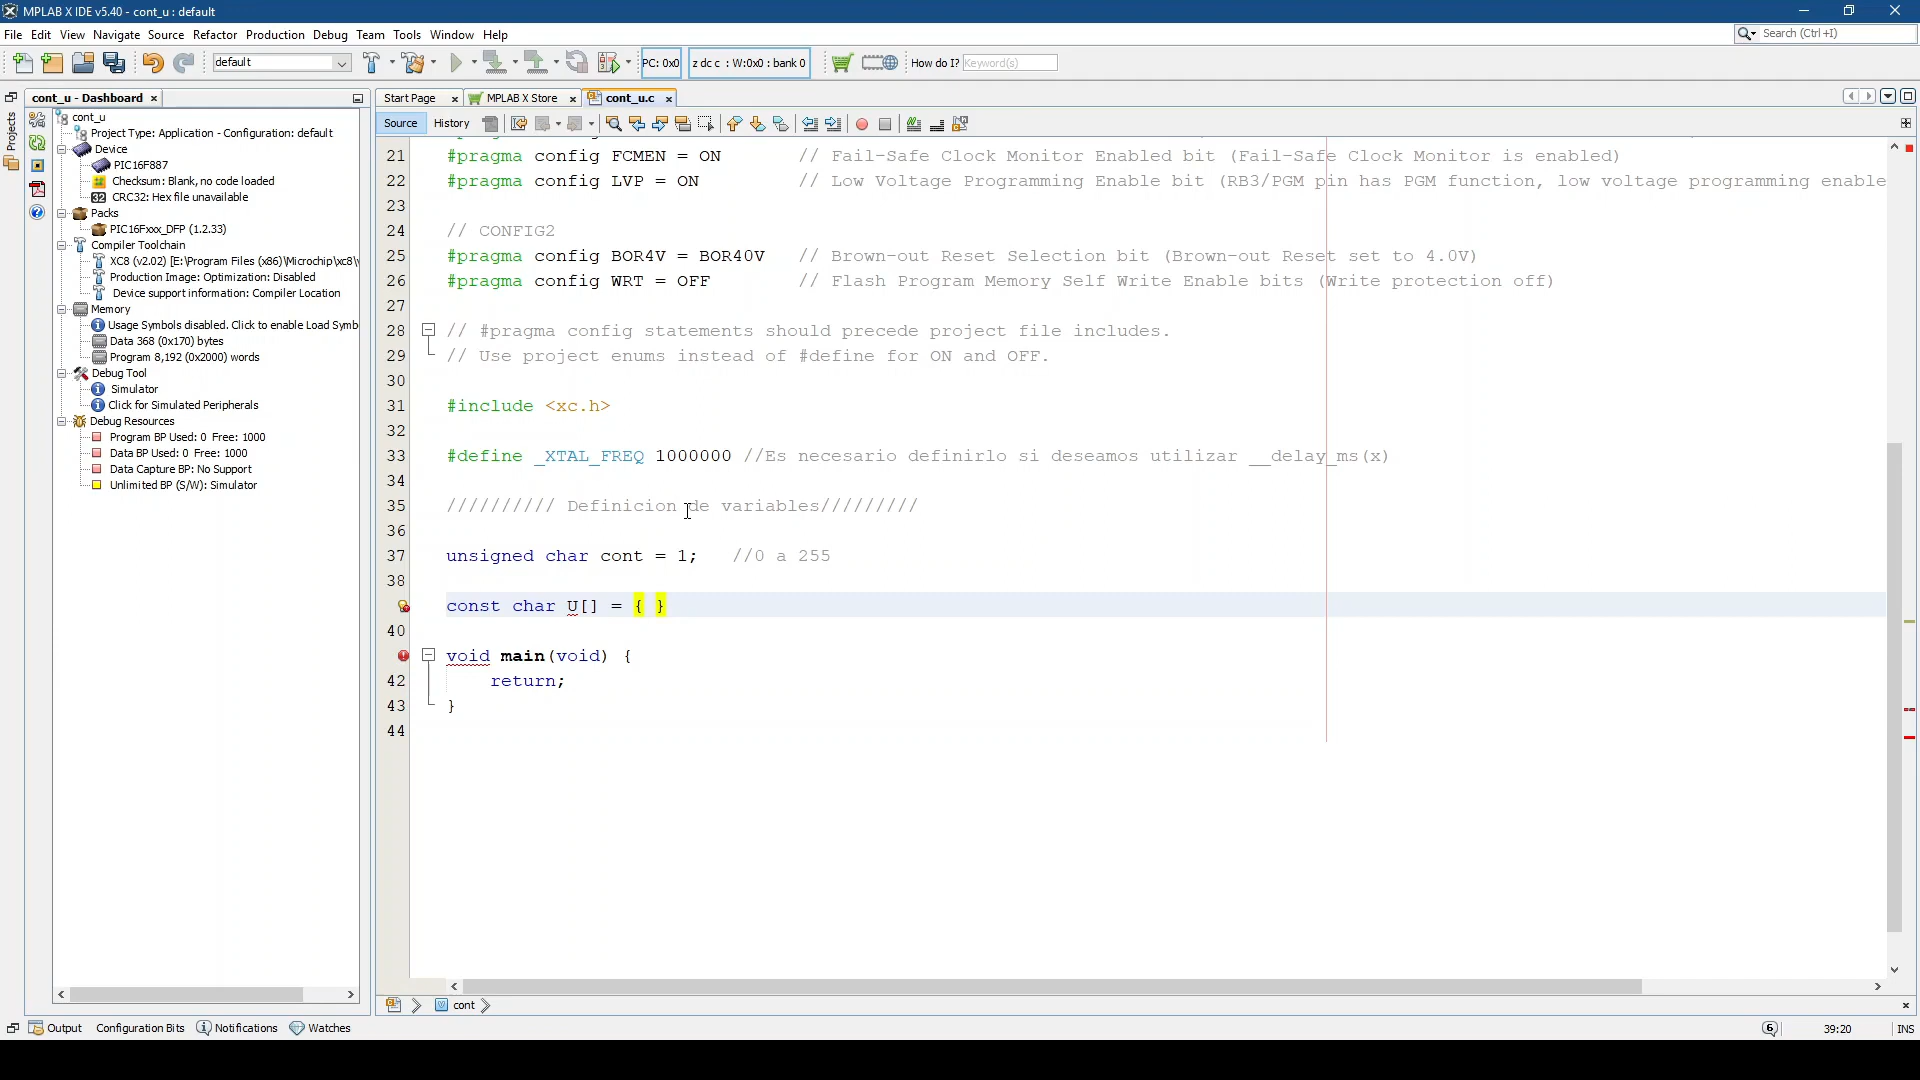 MPLAB X IDE v5.40 - cont_u : default
File Edit View Navigate Source Refactor Production Debug Team Tools Window Help
Search (Ctrl+I)
default
PC: 0x0
z dc c : W:0x0 : bank 0
How do I? Keyword(s)
Projects
cont_u - Dashboard
cont_u
Project Type: Application - Configuration: default
Device
PIC16F887
Checksum: Blank, no code loaded
CRC32: Hex file unavailable
Packs
PIC16Fxxx_DFP (1.2.33)
Compiler Toolchain
XC8 (v2.02) [E:\Program Files (x86)\Microchip\xc8\v
Production Image: Optimization: Disabled
Device support information: Compiler Location
Memory
Usage Symbols disabled. Click to enable Load Symb
Data 368 (0x170) bytes
Program 8,192 (0x2000) words
Debug Tool
Simulator
Click for Simulated Peripherals
Debug Resources
Program BP Used: 0 Free: 1000
Data BP Used: 0 Free: 1000
Data Capture BP: No Support
Unlimited BP (S/W): Simulator
Start Page
MPLAB X Store
cont_u.c
Source History
21 #pragma config FCMEN = ON // Fail-Safe Clock Monitor Enabled bit (Fail-Safe Clock Monitor is enabled)
22 #pragma config LVP = ON // Low Voltage Programming Enable bit (RB3/PGM pin has PGM function, low voltage programming enable
23
24 // CONFIG2
25 #pragma config BOR4V = BOR40V // Brown-out Reset Selection bit (Brown-out Reset set to 4.0V)
26 #pragma config WRT = OFF // Flash Program Memory Self Write Enable bits (Write protection off)
27
28 // #pragma config statements should precede project file includes.
29 // Use project enums instead of #define for ON and OFF.
30
31 #include <xc.h>
32
33 #define _XTAL_FREQ 1000000 //Es necesario definirlo si deseamos utilizar __delay_ms(x)
34
35 ////////// Definicion de variables/////////
36
37 unsigned char cont = 1; //0 a 255
38
const char U[] = { }
40
void main(void) {
42 return;
43 }
44
cont
Output Configuration Bits Notifications Watches
6
39:20
INS